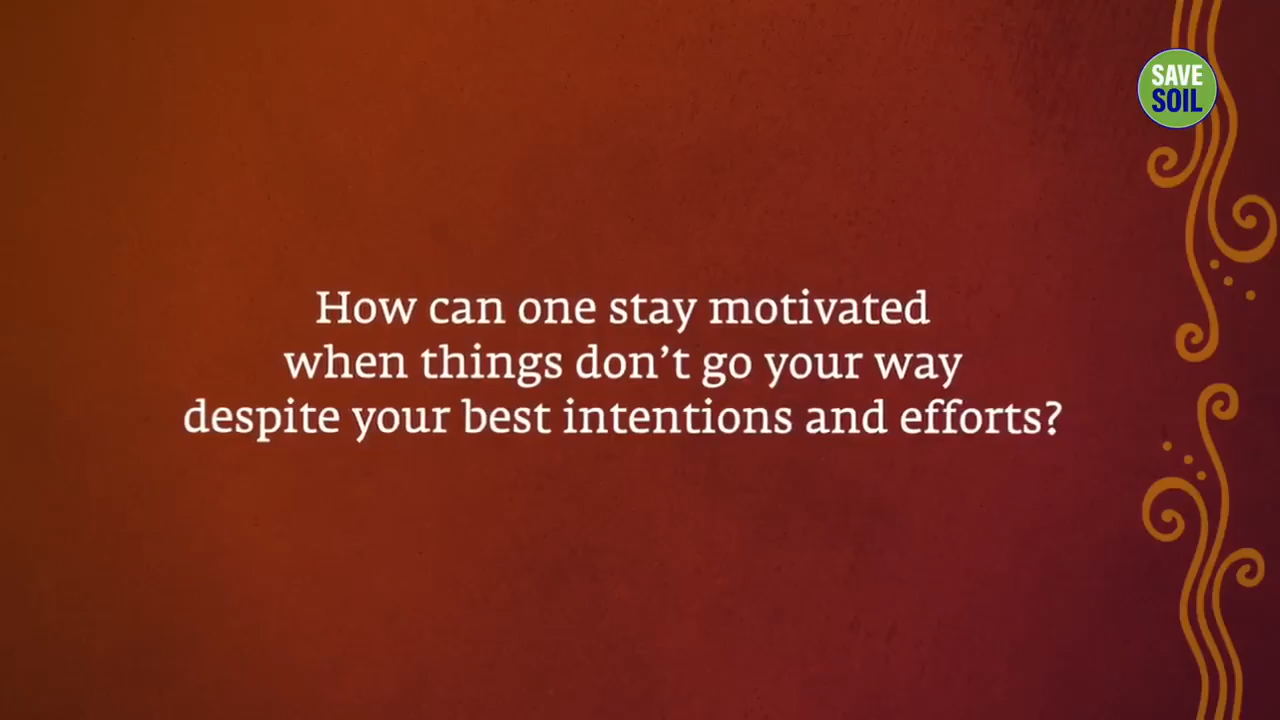 SAVE
SOIL
How can one stay motivated
when things don’t go your way
despite your best intentions and efforts?